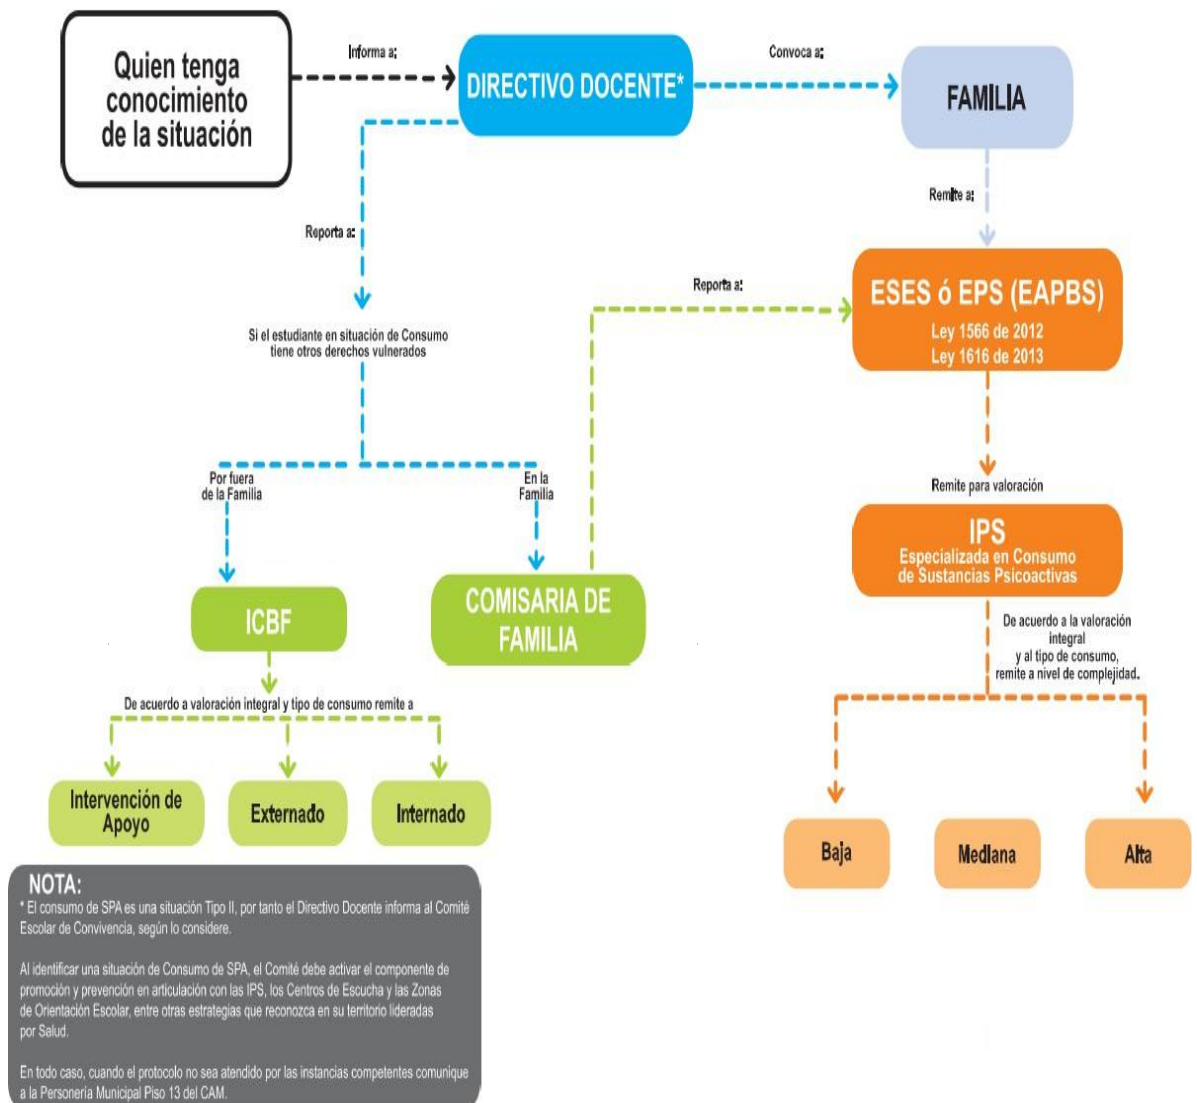 Quien tenga
conocimiento
de la situación
Informa a:
DIRECTIVO DOCENTE*
Convoca a:
FAMILIA
Remite a:
Reporta a:
Reporta a:
ESES ó EPS (EAPBS)
Ley 1566 de 2012
Ley 1616 de 2013
Si el estudiante en situación de Consumo
tiene otros derechos vulnerados
Por fuera
de la Familia
En la
Familia
Remite para valoración
IPS
Especializada en Consumo
de Sustancias Psicoactivas
ICBF
COMISARIA DE
FAMILIA
De acuerdo a la valoración
integral
y al tipo de consumo,
remite a nivel de complejidad.
De acuerdo a valoración integral y tipo de consumo remite a
Intervención de
Apoyo
Externado
Internado
Baja
Mediana
Alta
NOTA:
* El consumo de SPA es una situación Tipo II, por tanto el Directivo Docente informa al Comité
Escolar de Convivencia, según lo considere.
Al identificar una situación de Consumo de SPA, el Comité debe activar el componente de
promoción y prevención en articulación con las IPS, los Centros de Escucha y las Zonas
de Orientación Escolar, entre otras estrategias que reconozca en su territorio lideradas
por Salud.
En todo caso, cuando el protocolo no sea atendido por las instancias competentes comunique
a la Personería Municipal Piso 13 del CAM.